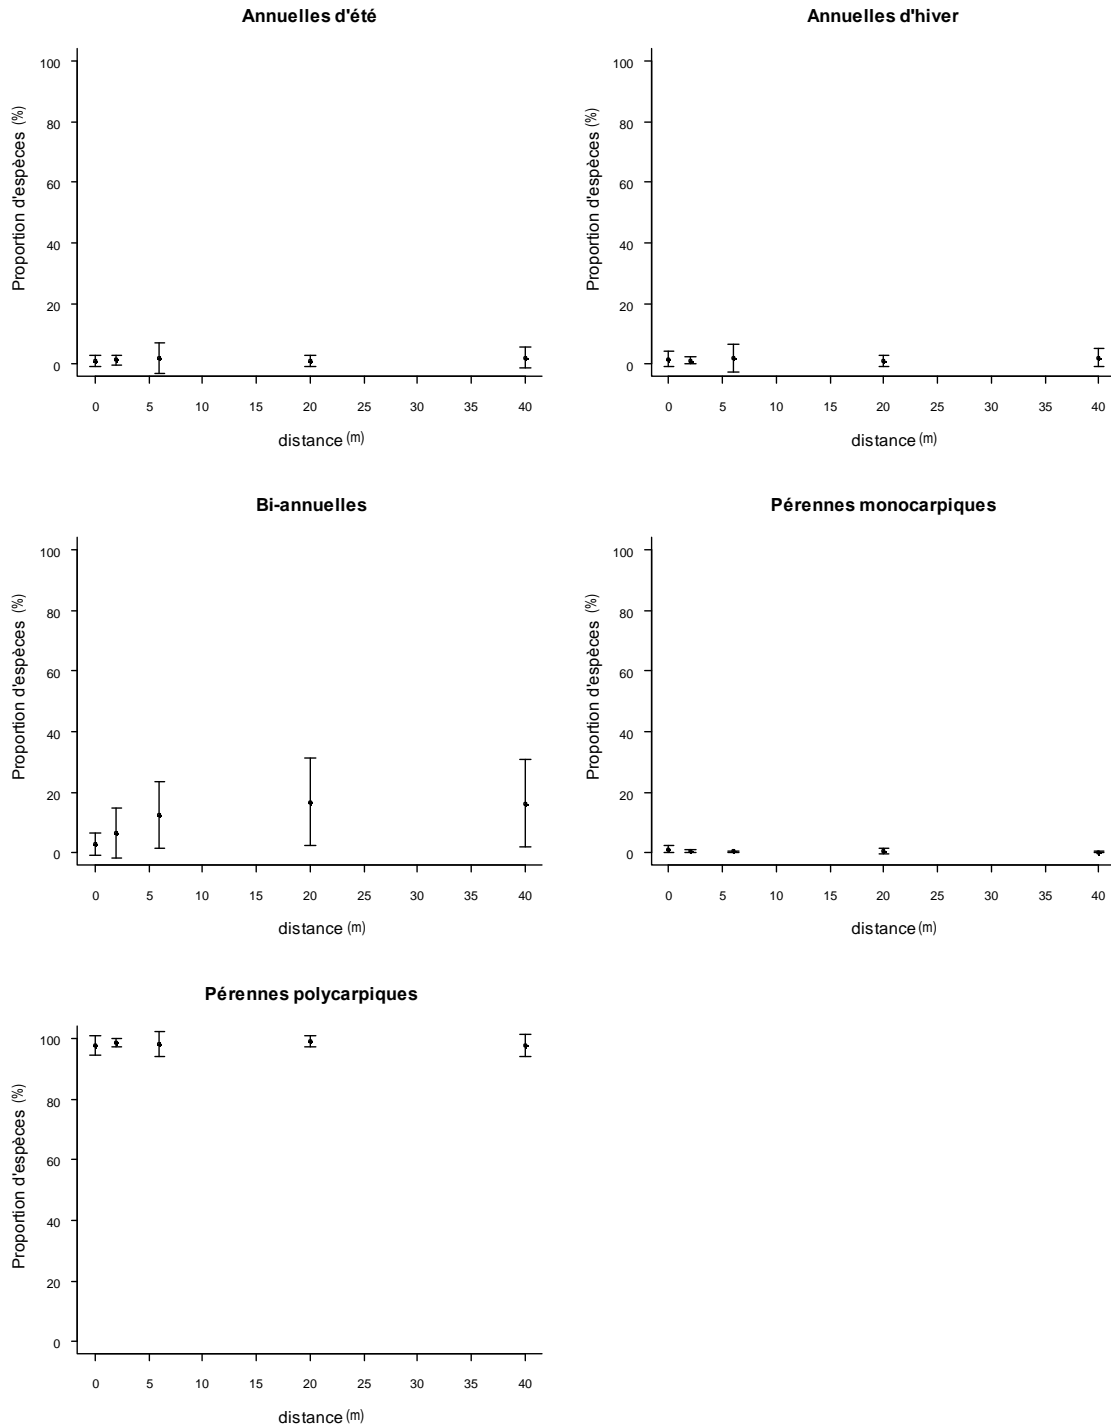 Annuelles d'été
Proportion d'espèces (%)
100
80
60
40
20
0
0 5 10 15 20 25 30 35 40
distance (m)
Annuelles d'hiver
Proportion d'espèces (%)
100
80
60
40
20
0
0 5 10 15 20 25 30 35 40
distance (m)
Bi-annuelles
Proportion d'espèces (%)
100
80
60
40
20
0
0 5 10 15 20 25 30 35 40
distance (m)
Pérennes monocarpiques
Proportion d'espèces (%)
100
80
60
40
20
0
0 5 10 15 20 25 30 35 40
distance (m)
Pérennes polycarpiques
Proportion d'espèces (%)
100
80
60
40
20
0
0 5 10 15 20 25 30 35 40
distance (m)